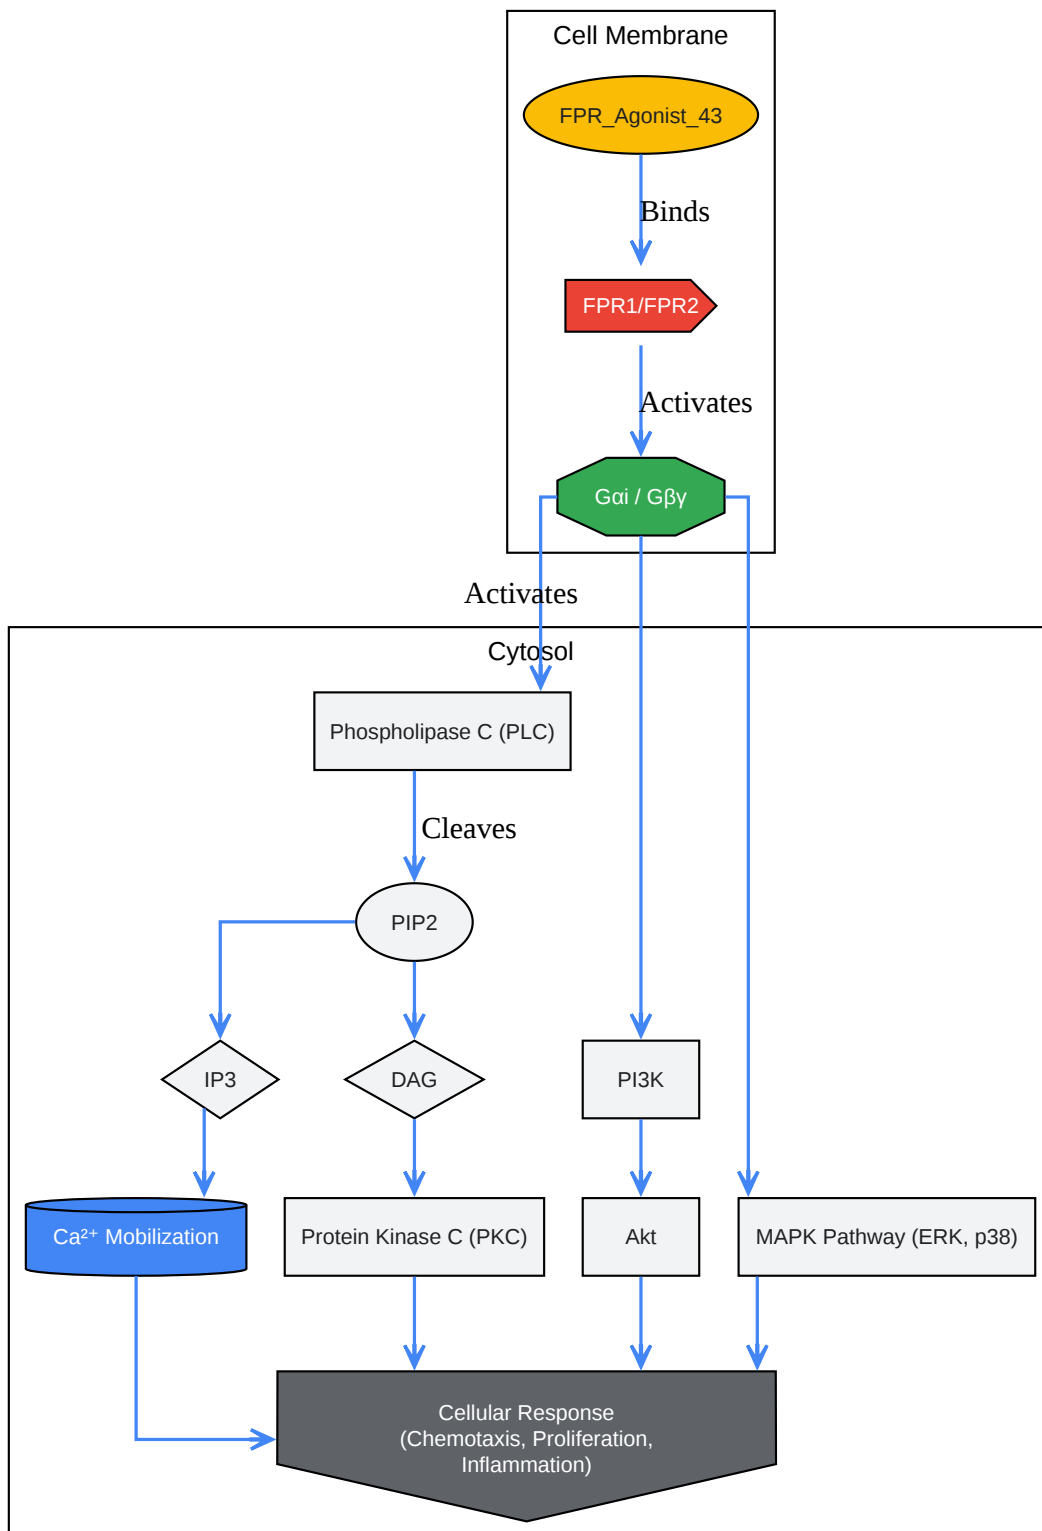 Cell Membrane
FPR_Agonist_43
Binds
FPR1/FPR2
Activates
Gαi / Gβγ
Activates
Cytosol
Phospholipase C (PLC)
Cleaves
PIP2
IP3
DAG
PI3K
Ca²⁺ Mobilization
Protein Kinase C (PKC)
Akt
MAPK Pathway (ERK, p38)
Cellular Response
(Chemotaxis, Proliferation,
Inflammation)